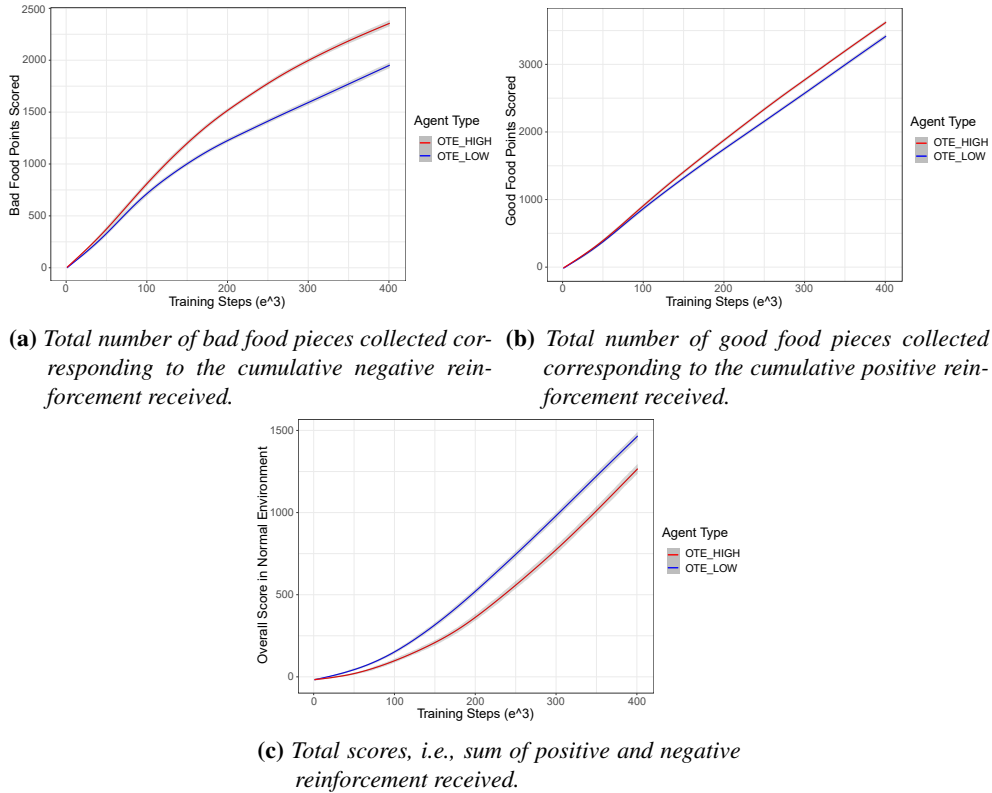 2500
2000
1500
1000
500
0
Bad Food Points Scored
0 100 200 300 400
Training Steps (e^3)
Agent Type
OTE_HIGH
OTE_LOW
3000
2000
1000
0
Good Food Points Scored
0 100 200 300 400
Training Steps (e^3)
Agent Type
OTE_HIGH
OTE_LOW
(a) Total number of bad food pieces collected cor-
responding to the cumulative negative rein-
forcement received.
(b) Total number of good food pieces collected
corresponding to the cumulative positive rein-
forcement received.
1500
1000
500
0
Overall Score in Normal Environment
0 100 200 300 400
Training Steps (e^3)
Agent Type
OTE_HIGH
OTE_LOW
(c) Total scores, i.e., sum of positive and negative
reinforcement received.